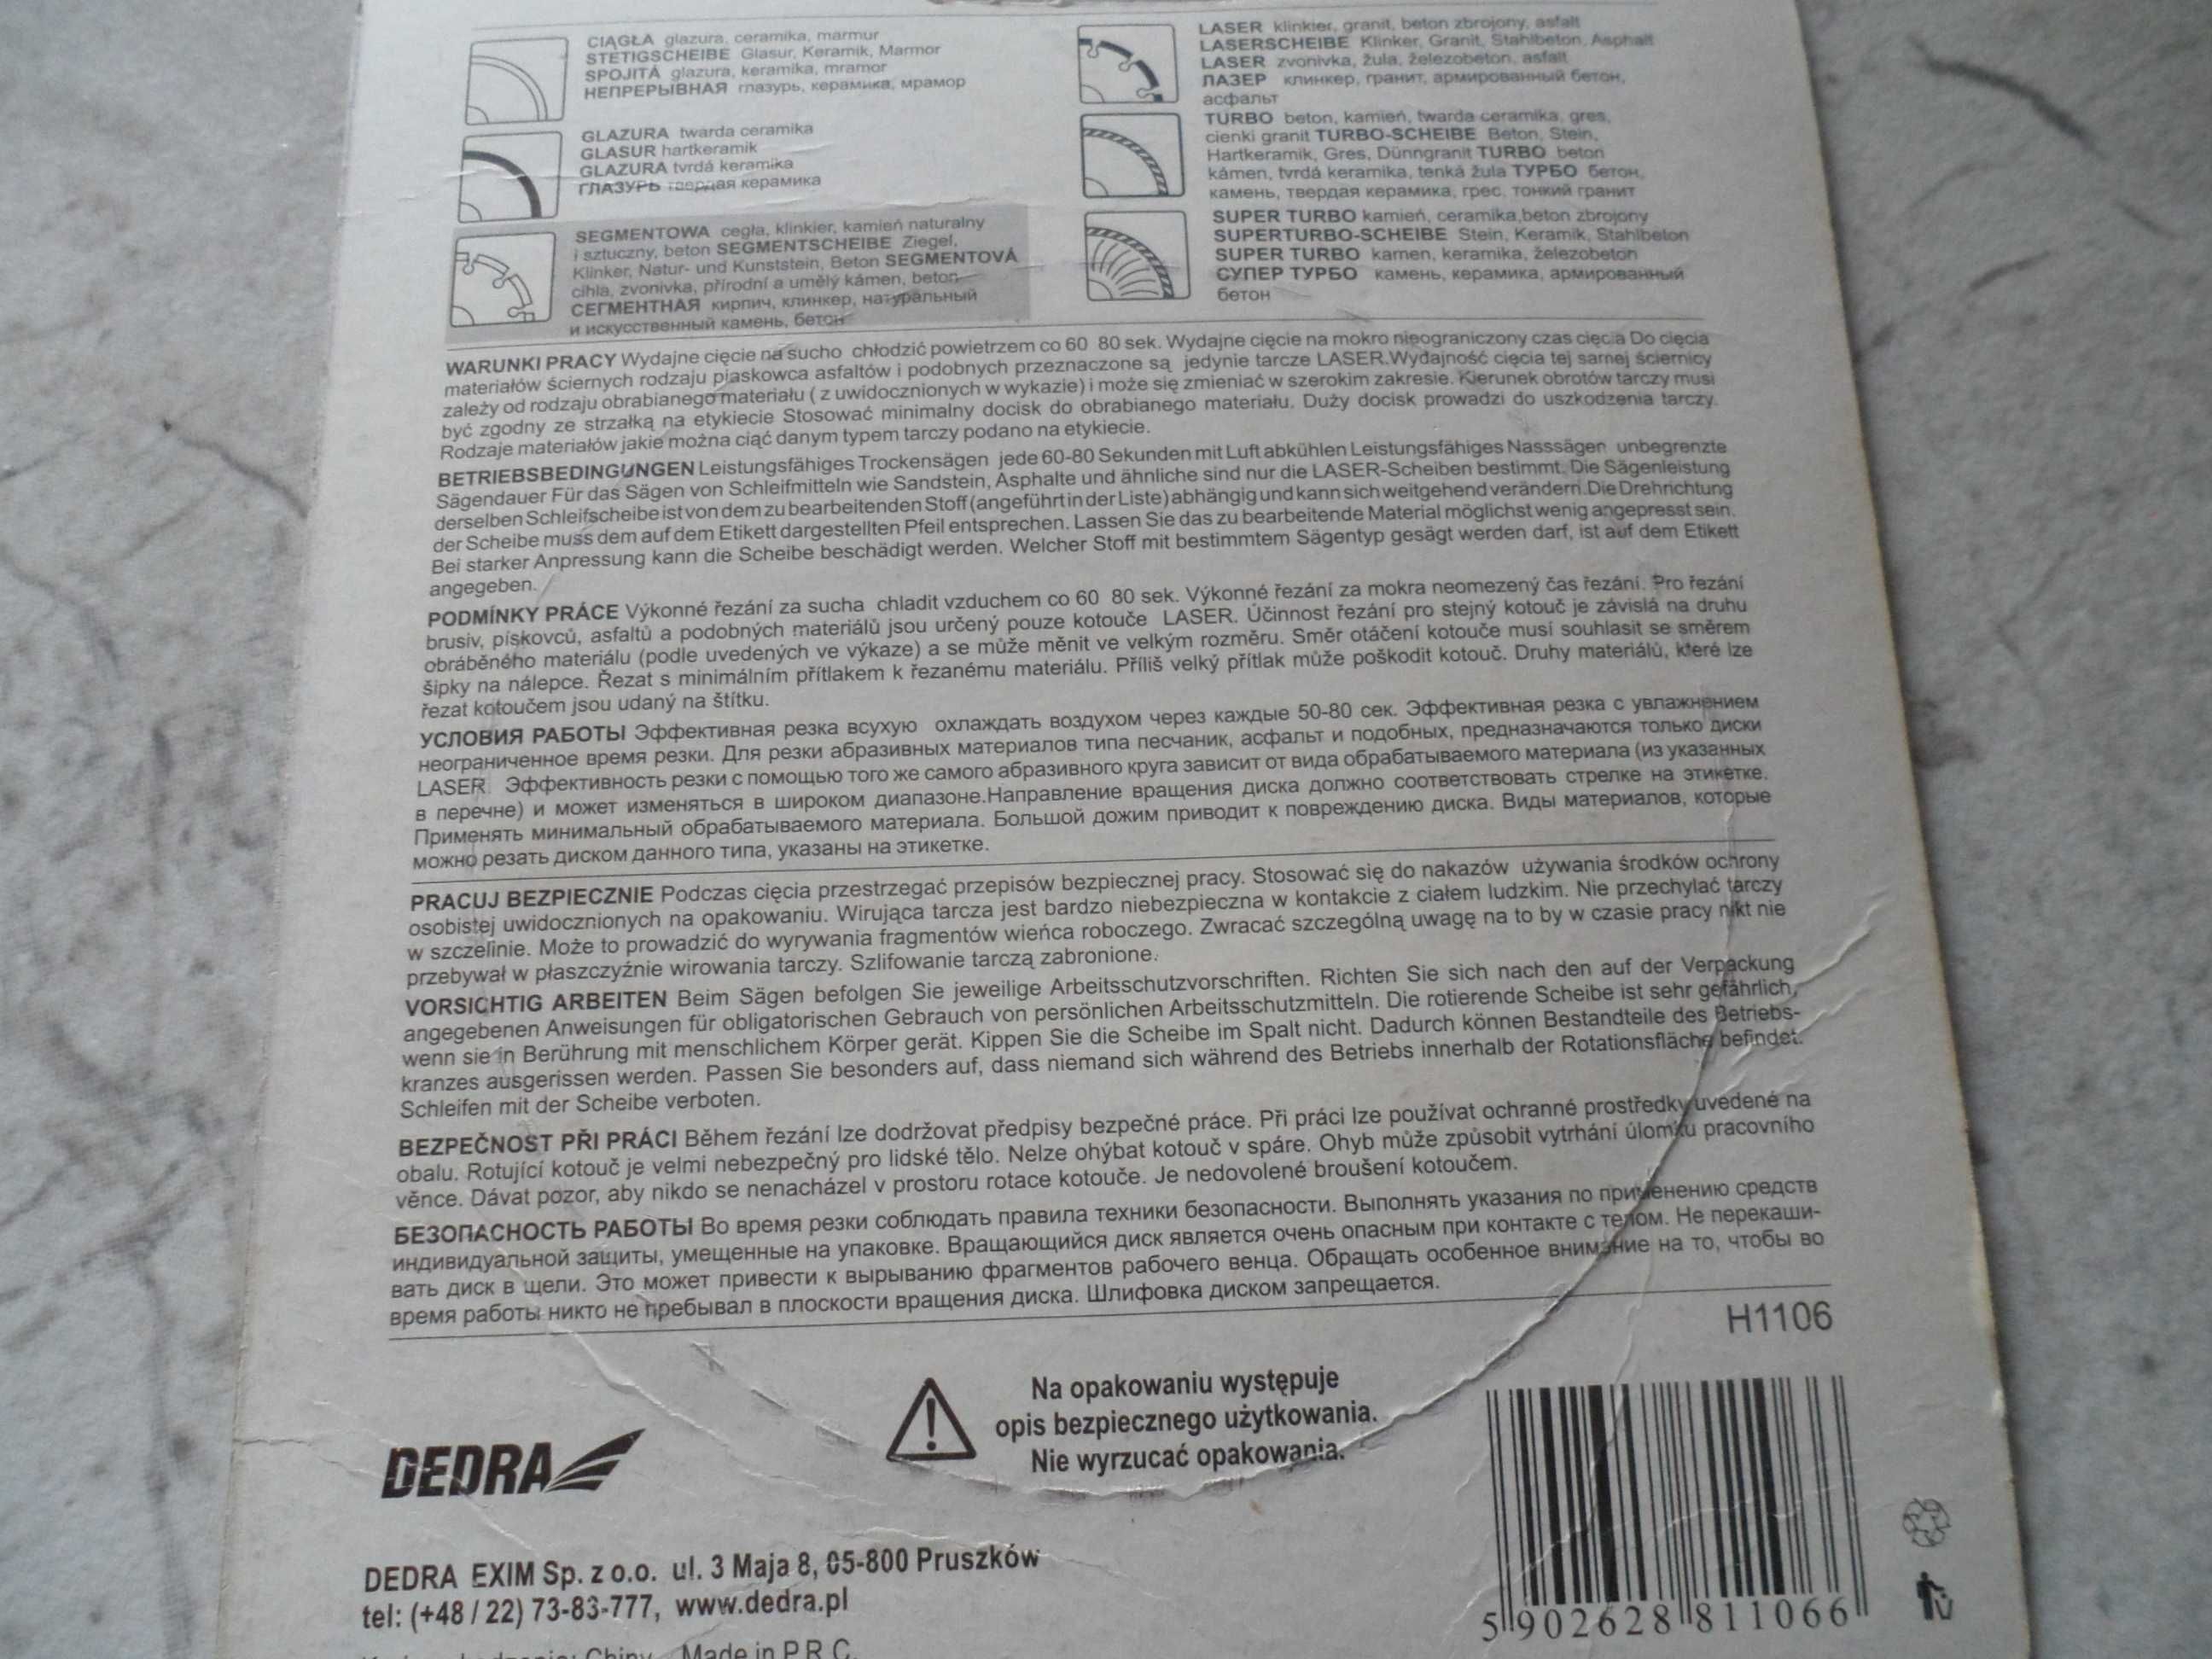 CIĄGŁA glazura, ceramika, marmur
STETIGSCHEIBE Glasur, Keramik, Marmor
SPOJITÁ glazura, keramika, mramor
НЕПРЕРЫВНАЯ глазурь, керамика, мрамор
GLAZURA twarda ceramika
GLASUR hartkeramik
GLAZURA tvrdá keramika
ГЛАЗУРЬ твердая керамика
SEGMENTOWA cegła, klinkier, kamień naturalny
i sztuczny, beton SEGMENTSCHEIBE Ziegel,
Klinker, Natur- und Kunststein, Beton SEGMENTOVÁ
cihla, zvonivka, přírodní a umělý kámen, beton
СЕГМЕНТНАЯ кирпич, клинкер, натуральный
и искусственный камень, бетон
LASER klinkier, granit, beton zbrojony, asfalt
LASERSCHEIBE Klinker, Granit, Stahlbeton, Asphalt
LASER zvonivka, žula, železobeton, asfalt
ЛАЗЕР клинкер, гранит, армированный бетон,
асфальт
TURBO beton, kamień, twarda ceramika, gres,
cienki granit TURBO-SCHEIBE Beton, Stein,
Hartkeramik, Gres, Dünngranit TURBO beton
kámen, tvrdá keramika, tenká žula ТУРБО бетон,
камень, твердая керамика, грес, тонкий гранит
SUPER TURBO kamień, ceramika,beton zbrojony
SUPERTURBO-SCHEIBE Stein, Keramik, Stahlbeton
SUPER TURBO kamen, keramika, železobeton
СУПЕР ТУРБО камень, керамика, армированный
бетон
WARUNKI PRACY Wydajne cięcie na sucho chłodzić powietrzem co 60 80 sek. Wydajne cięcie na mokro nieograniczony czas cięcia Do cięcia
materiałów ściernych rodzaju piaskowca asfaltów i podobnych przeznaczone są jedynie tarcze LASER.Wydajność cięcia tej samej ściernicy
zależy od rodzaju obrabianego materiału ( z uwidocznionych w wykazie) i może się zmieniać w szerokim zakresie. Kierunek obrotów tarczy musi
być zgodny ze strzałką na etykiecie Stosować minimalny docisk do obrabianego materiału. Duży docisk prowadzi do uszkodzenia tarczy.
Rodzaje materiałów jakie można ciąć danym typem tarczy podano na etykiecie.
BETRIEBSBEDINGUNGEN Leistungsfähiges Trockensägen jede 60-80 Sekunden mit Luft abkühlen Leistungsfähiges Nasssägen unbegrenzte
Sägendauer Für das Sägen von Schleifmitteln wie Sandstein, Asphalte und ähnliche sind nur die LASER-Scheiben bestimmt. Die Sägenleistung
derselben Schleifscheibe ist von dem zu bearbeitenden Stoff (angeführt in der Liste) abhängig und kann sich weitgehend verändern.Die Drehrichtung
der Scheibe muss dem auf dem Etikett dargestellten Pfeil entsprechen. Lassen Sie das zu bearbeitende Material möglichst wenig angepresst sein.
Bei starker Anpressung kann die Scheibe beschädigt werden. Welcher Stoff mit bestimmtem Sägentyp gesägt werden darf, ist auf dem Etikett
angegeben.
PODMÍNKY PRÁCE Výkonné řezání za sucha chladit vzduchem co 60 80 sek. Výkonné řezání za mokra neomezený čas řezání. Pro řezání
brusiv, pískovců, asfaltů a podobných materiálů jsou určený pouze kotouče LASER. Účinnost řezání pro stejný kotouč je závislá na druhu
obráběného materiálu (podle uvedených ve výkaze) a se může měnit ve velkým rozměru. Směr otáčení kotouče musí souhlasit se směrem
šipky na nálepce. Řezat s minimálním přítlakem k řezanému materiálu. Příliš velký přítlak může poškodit kotouč. Druhy materiálů, které lze
řezat kotoučem jsou udaný na štítku.
УСЛОВИЯ РАБОТЫ Эффективная резка всухую охлаждать воздухом через каждые 50-80 сек. Эффективная резка с увлажнением
неограниченное время резки. Для резки абразивных материалов типа песчаник, асфальт и подобных, предназначаются только диски
LASER. Эффективность резки с помощью того же самого абразивного круга зависит от вида обрабатываемого материала (из указанных
в перечне) и может изменяться в широком диапазоне.Направление вращения диска должно соответствовать стрелке на этикетке.
Применять минимальный обрабатываемого материала. Большой дожим приводит к повреждению диска. Виды материалов, которые
можно резать диском данного типа, указаны на этикетке.
PRACUJ BEZPIECZNIE Podczas cięcia przestrzegać przepisów bezpiecznej pracy. Stosować się do nakazów używania środków ochrony
osobistej uwidocznionych na opakowaniu. Wirująca tarcza jest bardzo niebezpieczna w kontakcie z ciałem ludzkim. Nie przechylać tarczy
w szczelinie. Może to prowadzić do wyrywania fragmentów wieńca roboczego. Zwracać szczególną uwagę na to by w czasie pracy nikt nie
przebywał w płaszczyźnie wirowania tarczy. Szlifowanie tarczą zabronione.
VORSICHTIG ARBEITEN Beim Sägen befolgen Sie jeweilige Arbeitsschutzvorschriften. Richten Sie sich nach den auf der Verpackung
angegebenen Anweisungen für obligatorischen Gebrauch von persönlichen Arbeitsschutzmitteln. Die rotierende Scheibe ist sehr gefährlich,
wenn sie in Berührung mit menschlichem Körper gerät. Kippen Sie die Scheibe im Spalt nicht. Dadurch können Bestandteile des Betriebs-
kranzes ausgerissen werden. Passen Sie besonders auf, dass niemand sich während des Betriebs innerhalb der Rotationsfläche befindet.
Schleifen mit der Scheibe verboten.
BEZPEČNOST PŘI PRÁCI Během řezání lze dodržovat předpisy bezpečné práce. Při práci lze používat ochranné prostředky uvedené na
obalu. Rotující kotouč je velmi nebezpečný pro lidské tělo. Nelze ohýbat kotouč v spáre. Ohyb může způsobit vytrhání úlomku pracovního
věnce. Dávat pozor, aby nikdo se nenacházel v prostoru rotace kotouče. Je nedovolené broušení kotoučem.
БЕЗОПАСНОСТЬ РАБОТЫ Во время резки соблюдать правила техники безопасности. Выполнять указания по применению средств
индивидуальной защиты, умещенные на упаковке. Вращающийся диск является очень опасным при контакте с телом. Не перекаши-
вать диск в щели. Это может привести к вырыванию фрагментов рабочего венца. Обращать особенное внимание на то, чтобы во
время работы никто не пребывал в плоскости вращения диска. Шлифовка диском запрещается.
H1106
Na opakowaniu występuje
opis bezpiecznego użytkowania.
Nie wyrzucać opakowania.
DEDRA
DEDRA EXIM Sp. z o.o. ul. 3 Maja 8, 05-800 Pruszków
tel: (+48 / 22) 73-83-777, www.dedra.pl
5 902628 811066
Chiny Made in P.R.C.